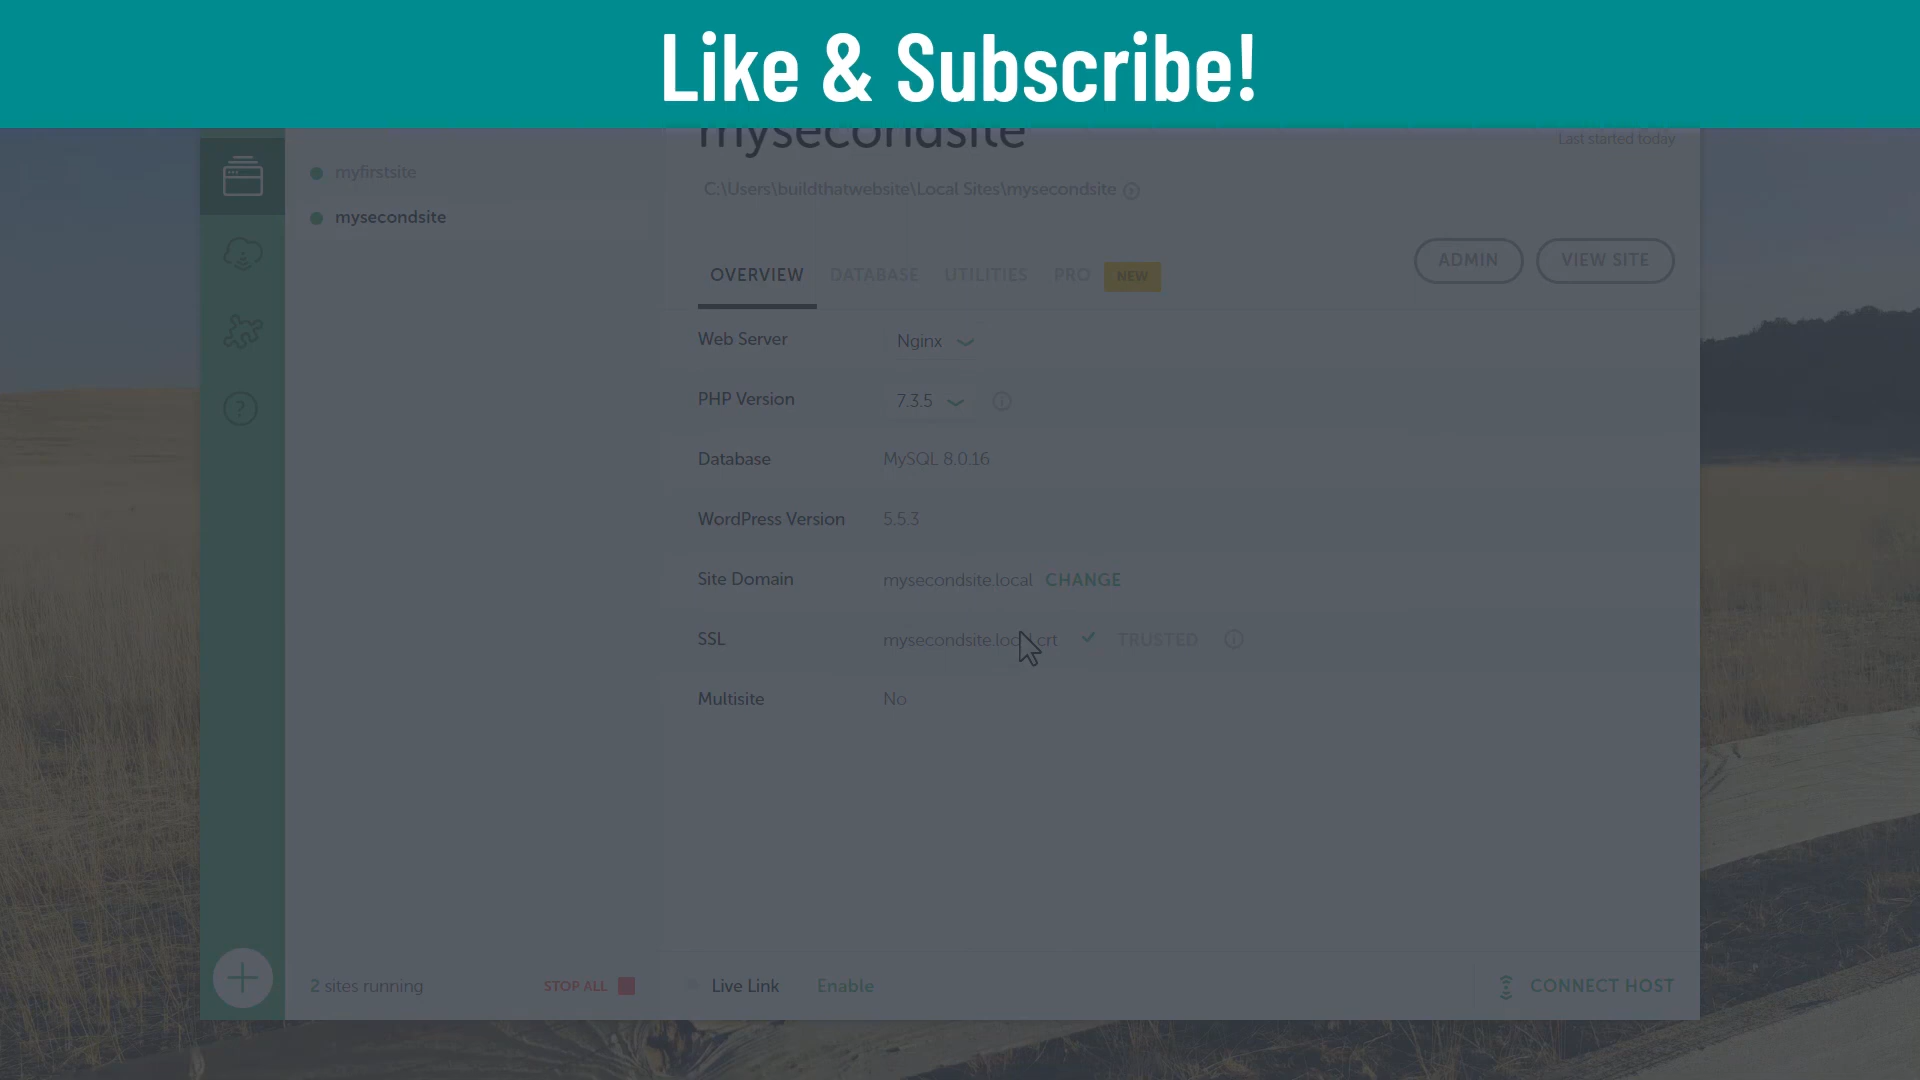 Like & Subscribe!
mysecondsite
Last started today
myfirstsite
mysecondsite
C:\Users\buildthatwebsite\Local Sites\mysecondsite
ADMIN
VIEW SITE
OVERVIEW
DATABASE
UTILITIES
PRO
NEW
Web Server
Nginx
PHP Version
7.3.5
Database
MySQL 8.0.16
WordPress Version
5.5.3
Site Domain
mysecondsite.local
CHANGE
SSL
mysecondsite.local.crt
TRUSTED
Multisite
No
2 sites running
STOP ALL
Live Link
Enable
CONNECT HOST